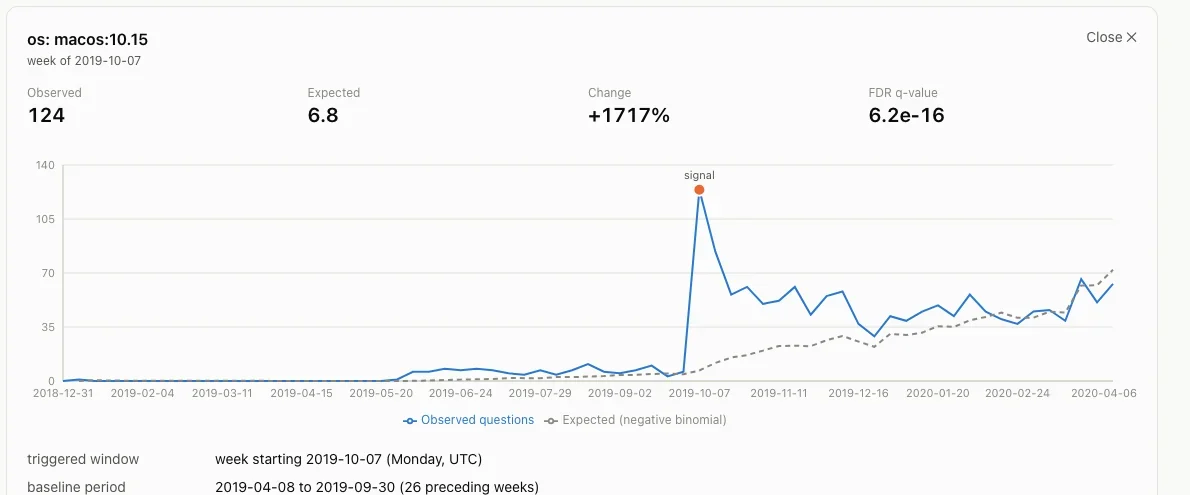 os: macos:10.15
Close ×
week of 2019-10-07
Observed Expected Change FDR q-value
124 6.8 +1717% 6.2e-16
signal
140
105
70
35
0
2018-12-31 2019-02-04 2019-03-11 2019-04-15 2019-05-20 2019-06-24 2019-07-29 2019-09-02 2019-10-07 2019-11-11 2019-12-16 2020-01-20 2020-02-24 2020-04-06
Observed questions Expected (negative binomial)
triggered window week starting 2019-10-07 (Monday, UTC)
baseline period 2019-04-08 to 2019-09-30 (26 preceding weeks)